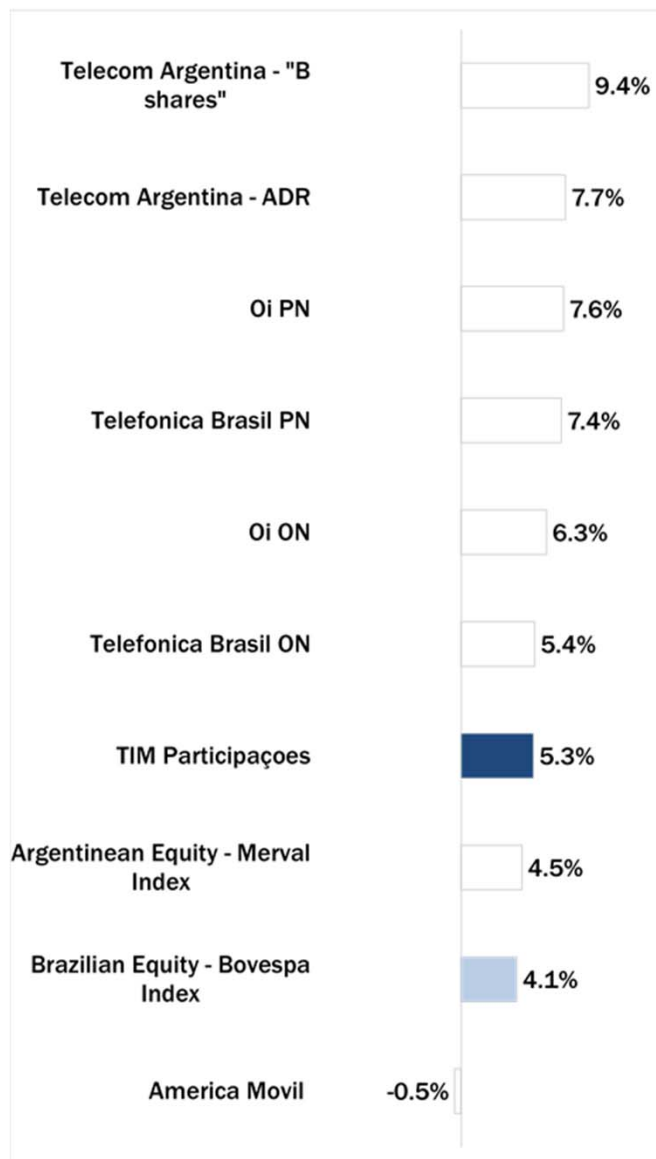 Telecom Argentina - "B
shares"
9.4%
Telecom Argentina - ADR
7.7%
Oi PN
7.6%
Telefonica Brasil PN
7.4%
Oi ON
6.3%
Telefonica Brasil ON
5.4%
TIM Participaçoes
5.3%
Argentinean Equity - Merval
Index
4.5%
Brazilian Equity - Bovespa
Index
4.1%
America Movil
-0.5%